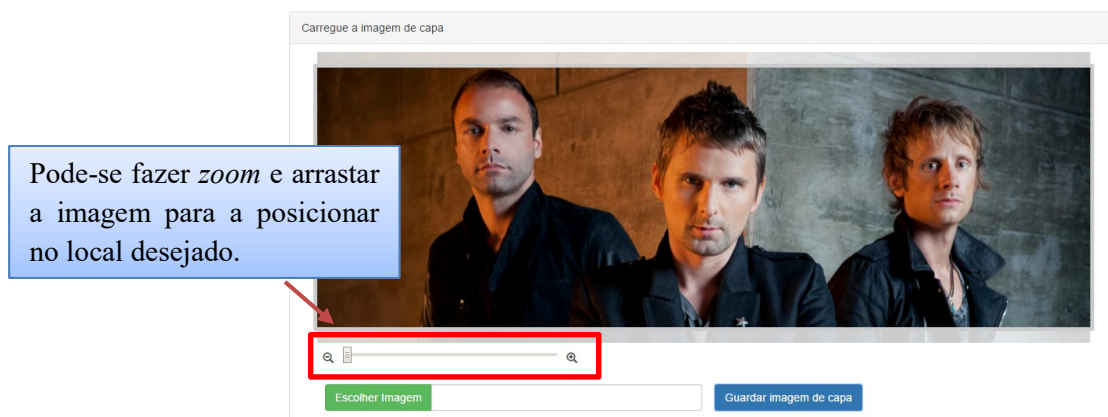 Carregue a imagem de capa
Pode-se fazer zoom e arrastar
a imagem para a posicionar
no local desejado.
Escolher Imagem
Guardar imagem de capa